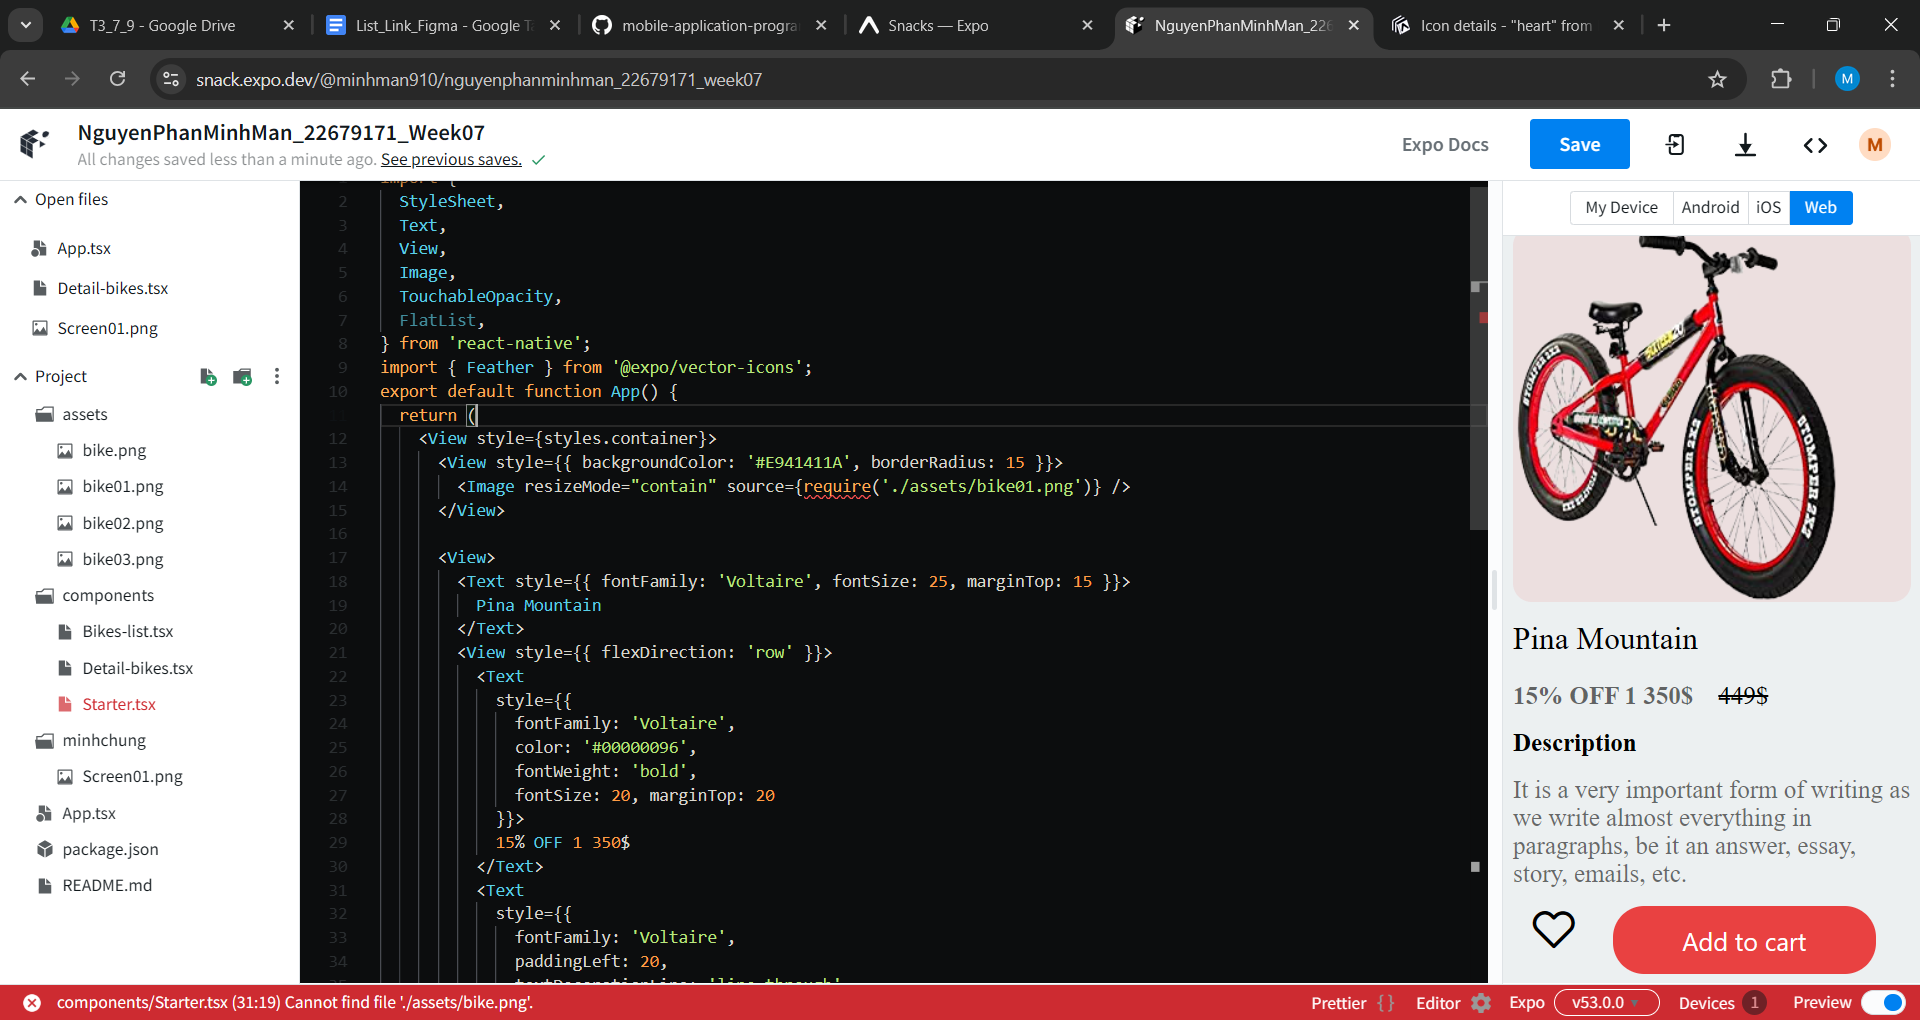 T3_7_9 - Google Drive
List_Link_Figma - Google Ta
mobile-application-progra
Snacks — Expo
NguyenPhanMinhMan_226
Icon details - "heart" from
snack.expo.dev/@minhman910/nguyenphanminhman_22679171_week07
M
NguyenPhanMinhMan_22679171_Week07
All changes saved less than a minute ago. See previous saves.
Expo Docs
Save
M
Open files
App.tsx
Detail-bikes.tsx
Screen01.png
Project
assets
bike.png
bike01.png
bike02.png
bike03.png
components
Bikes-list.tsx
Detail-bikes.tsx
Starter.tsx
minhchung
Screen01.png
App.tsx
package.json
README.md
import {
2 StyleSheet,
3 Text,
4 View,
5 Image,
6 TouchableOpacity,
7 FlatList,
8 } from 'react-native';
9 import { Feather } from '@expo/vector-icons';
10 export default function App() {
11 return (
12 <View style={styles.container}>
13 <View style={{ backgroundColor: '#E941411A', borderRadius: 15 }}>
14 <Image resizeMode="contain" source={require('./assets/bike01.png')} />
15 </View>
16
17 <View>
18 <Text style={{ fontFamily: 'Voltaire', fontSize: 25, marginTop: 15 }}>
19 Pina Mountain
20 </Text>
21 <View style={{ flexDirection: 'row' }}>
22 <Text
23 style={{
24 fontFamily: 'Voltaire',
25 color: '#00000096',
26 fontWeight: 'bold',
27 fontSize: 20, marginTop: 20
28 }}>
29 15% OFF 1 350$
30 </Text>
31 <Text
32 style={{
33 fontFamily: 'Voltaire',
34 paddingLeft: 20,
textDecorationLine: 'line-through'
My Device
Android
iOS
Web
STOMPER 2X2
STOMPER 2X2
Pina Mountain
15% OFF 1 350$ 449$
Description
It is a very important form of writing as
we write almost everything in
paragraphs, be it an answer, essay,
story, emails, etc.
Add to cart
components/Starter.tsx (31:19) Cannot find file './assets/bike.png'.
Prettier { }
Editor
Expo
v53.0.0
Devices 1
Preview